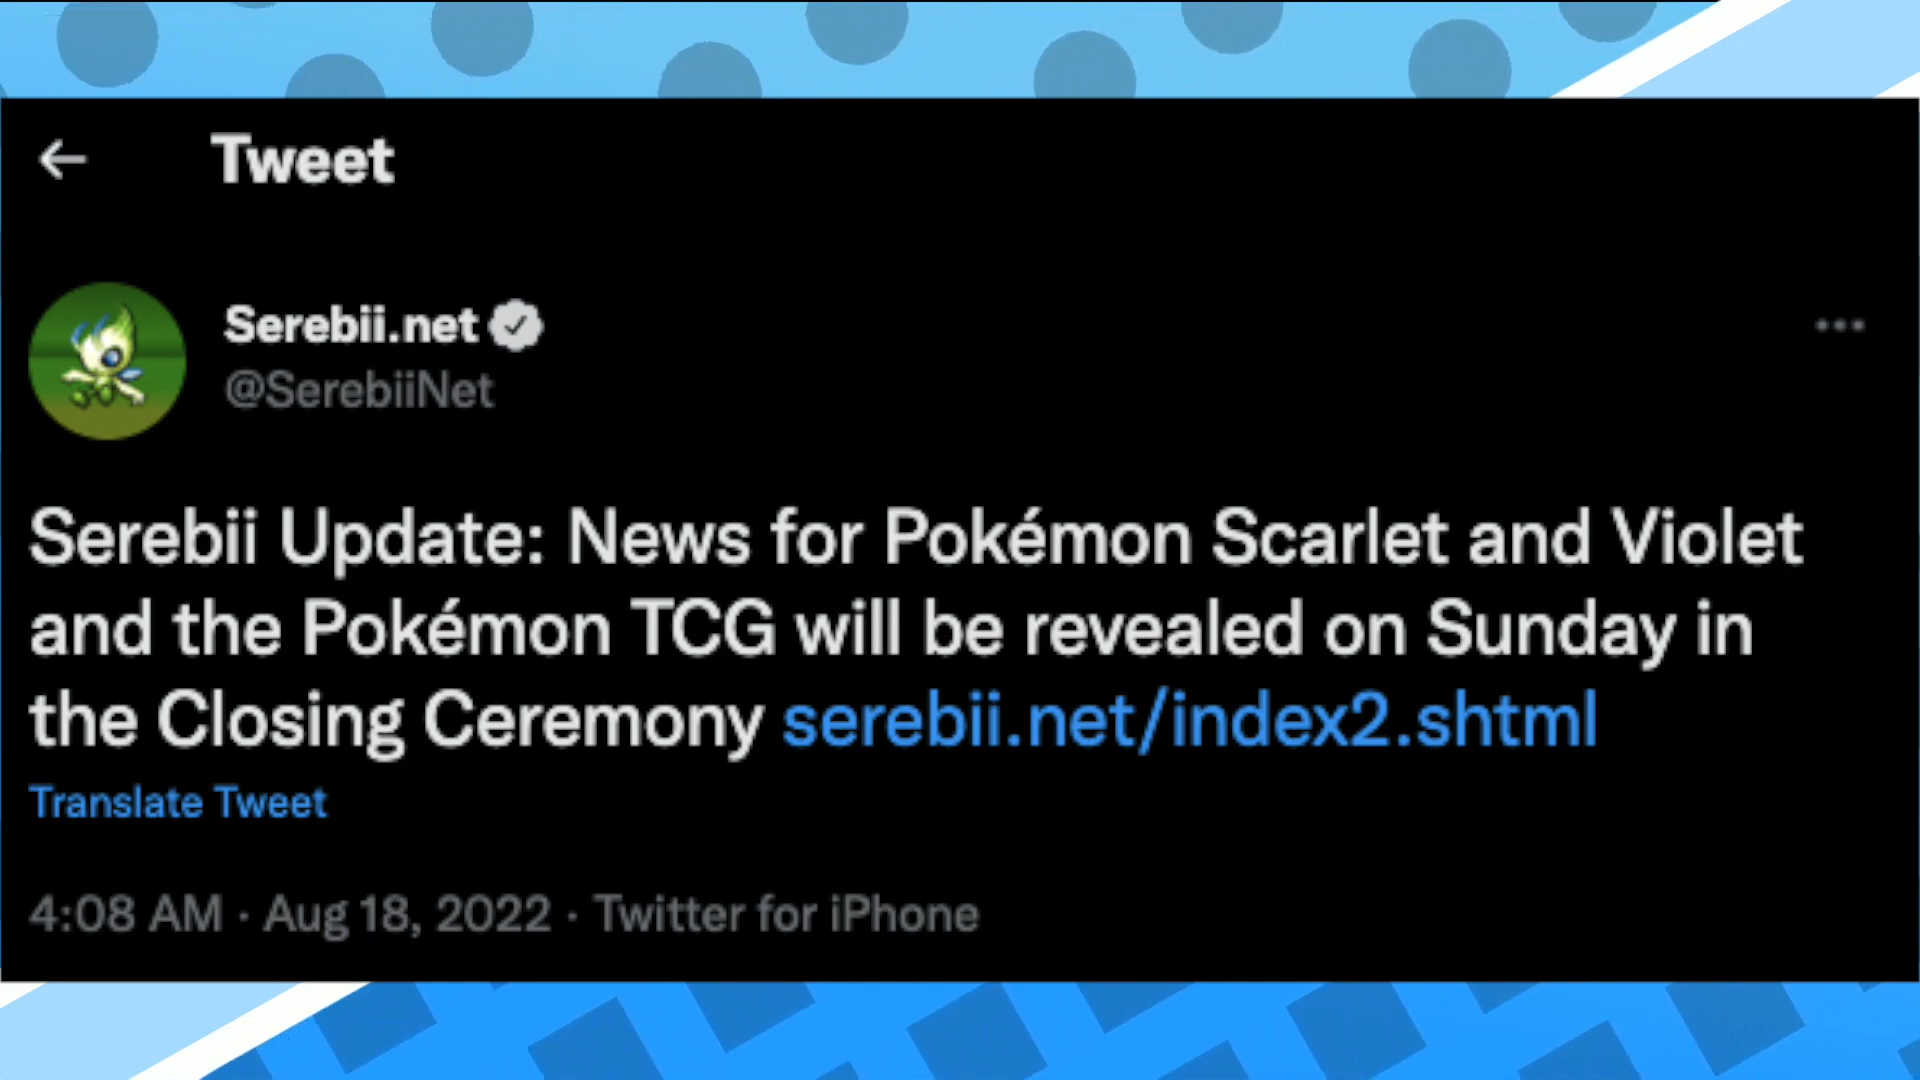 Tweet
Serebii.net
@SerebiiNet
Serebii Update: News for Pokémon Scarlet and Violet
and the Pokémon TCG will be revealed on Sunday in
the Closing Ceremony serebii.net/index2.shtml
Translate Tweet
4:08 AM · Aug 18, 2022 · Twitter for iPhone